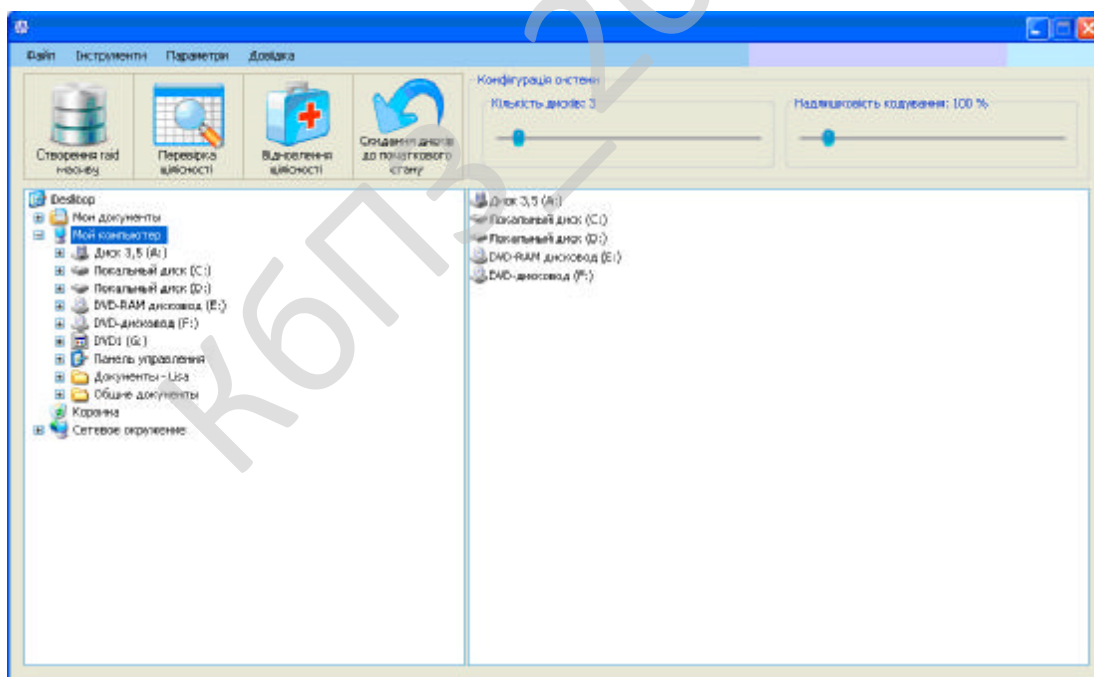 Файл Інструменти Параметри Довідка
Створення raid масиву
Перевірка цілісності
Відновлення цілісності
до початкового стану
Конфігурація системи
Кількість дисків: 3
Надлишковість кодування: 100 %
Desktop
Мои документы
Мой компьютер
Диск 3,5 (A:)
Локальный диск (C:)
Локальный диск (D:)
DVD-RAM дисковод (E:)
DVD-дисковод (F:)
DVD1 (G:)
Панель управления
Документы - Lisa
Общие документы
Корзина
Сетевое окружение
Диск 3,5 (A:)
Локальный диск (C:)
Локальный диск (D:)
DVD-RAM дисковод (E:)
DVD-дисковод (F:)